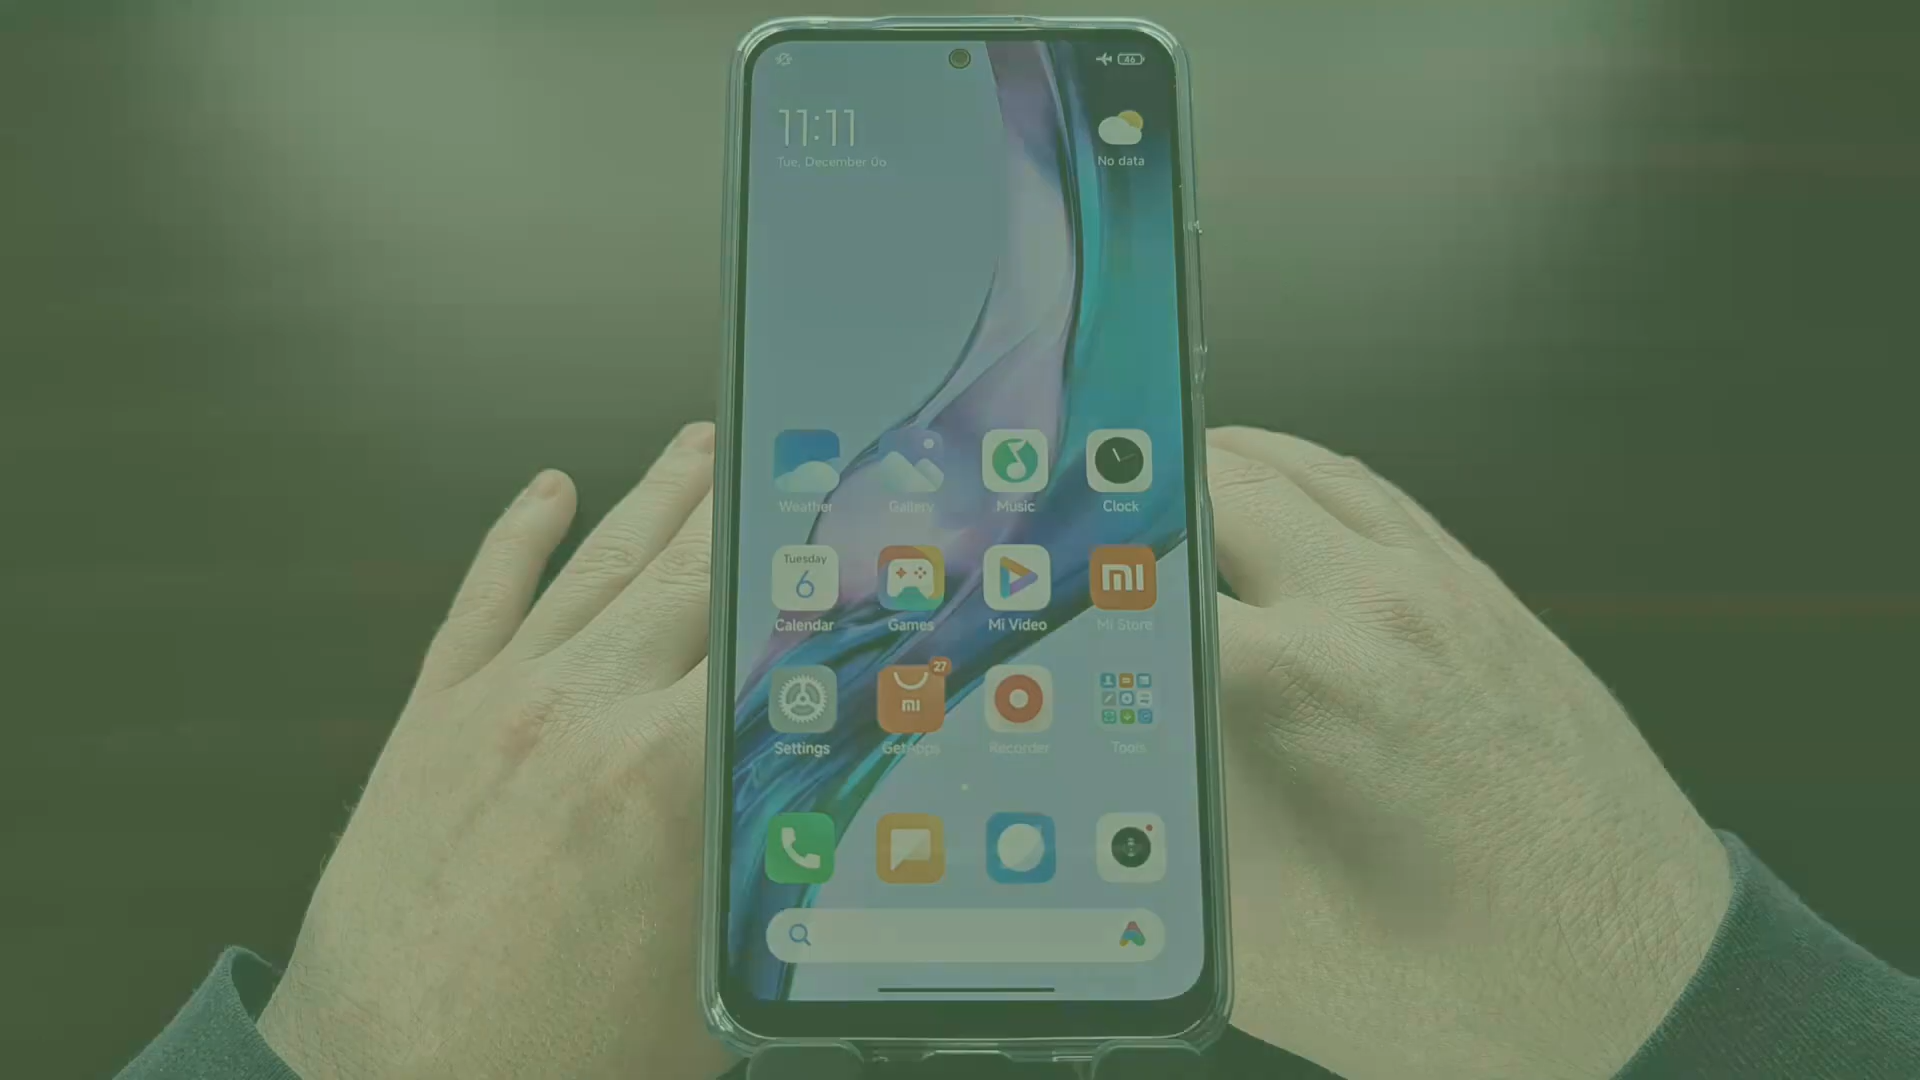 46
11:11
Tue, December 06
No data
Weather Gallery Music Clock
Tuesday
6
Calendar Games Mi Video Mi Store
27
Settings GetApps Recorder Tools